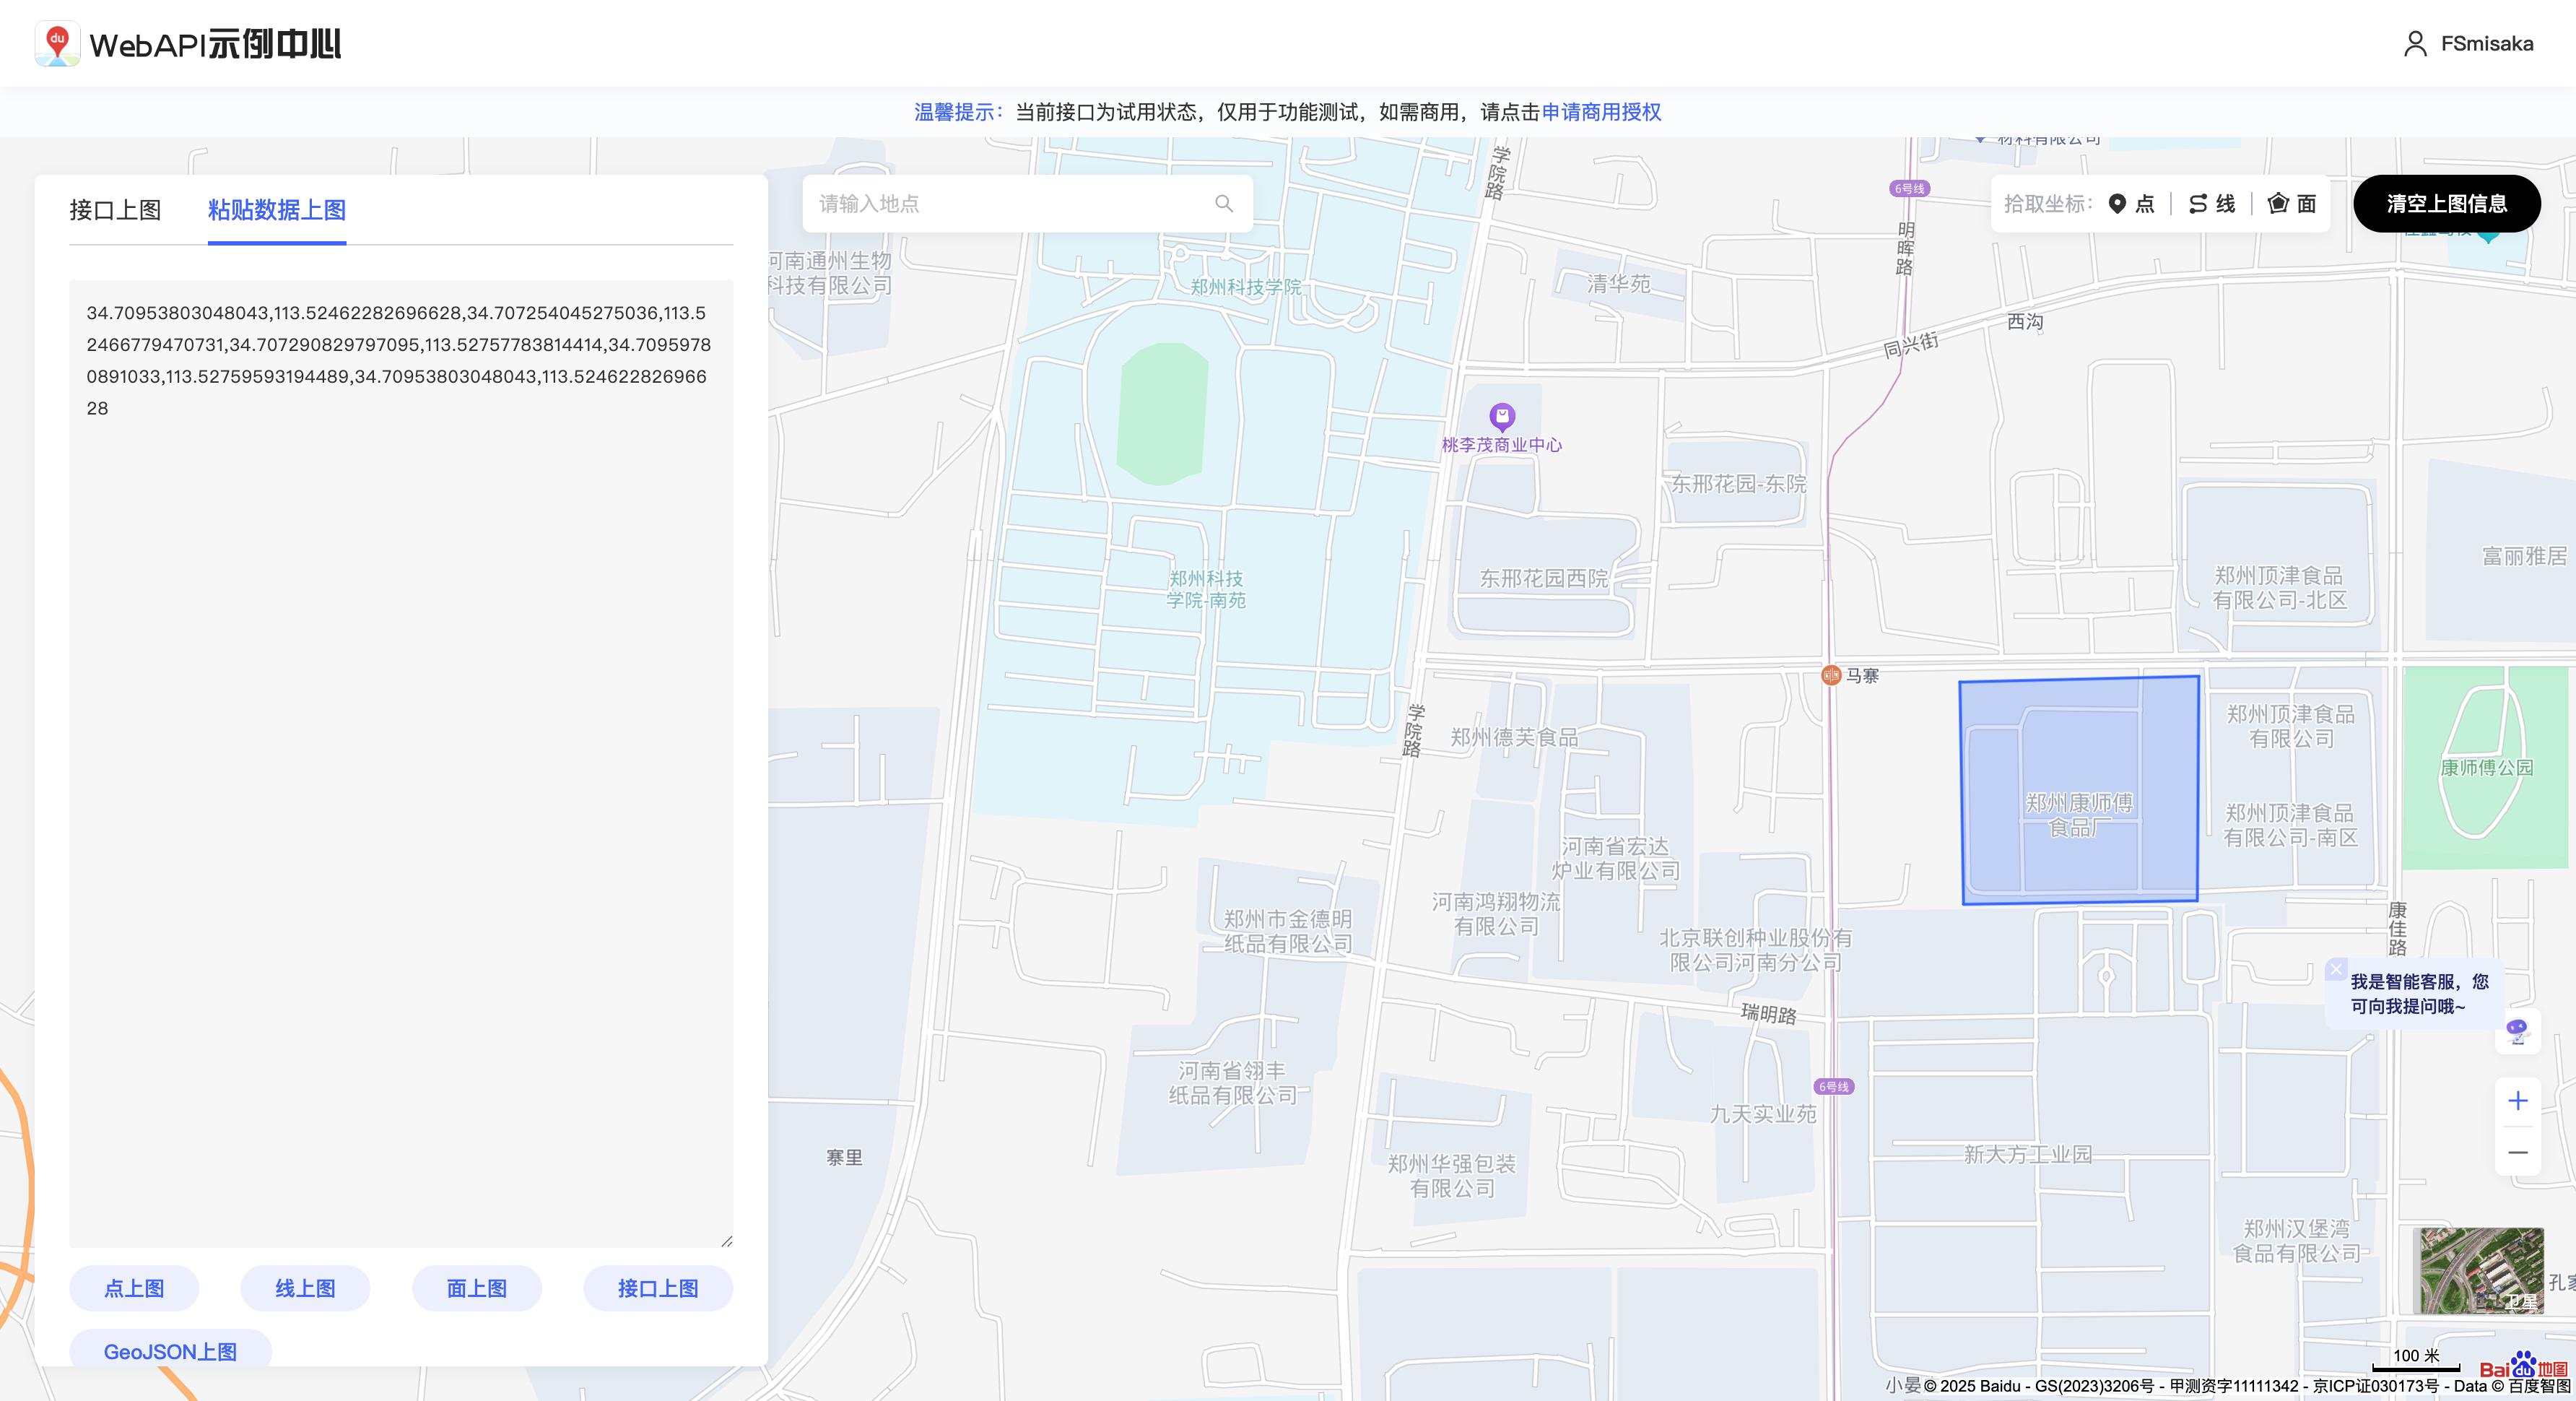 WebAPI示例中心
FSmisaka
温馨提示：当前接口为试用状态，仅用于功能测试，如需商用，请点击申请商用授权
接口上图
粘贴数据上图
34.70953803048043,113.52462282696628,34.707254045275036,113.5
2466779470731,34.707290829797095,113.52757783814414,34.7095978
0891033,113.52759593194489,34.70953803048043,113.524622826966
28
点上图
线上图
面上图
接口上图
GeoJSON上图
请输入地点
拾取坐标：
点
线
面
清空上图信息
材料有限公司
学院路
6号线
明晖路
河南通州生物
科技有限公司
郑州科技学院
清华苑
西沟
同兴街
桃李茂商业中心
东邢花园-东院
东邢花园西院
郑州科技
学院-南苑
郑州顶津食品
有限公司-北区
富丽雅居
马寨
学院路
郑州德芙食品
郑州顶津食品
有限公司
康师傅公园
郑州康师傅
食品厂
郑州顶津食品
有限公司-南区
河南省宏达
炉业有限公司
河南鸿翔物流
有限公司
郑州市金德明
纸品有限公司
北京联创种业股份有
限公司河南分公司
康佳路
我是智能客服，您
可向我提问哦~
瑞明路
河南省翎丰
纸品有限公司
6号线
九天实业苑
寨里
郑州华强包装
有限公司
新大方工业园
郑州汉堡湾
食品有限公司
卫星
100 米
Bai du 地图
小晏
© 2025 Baidu - GS(2023)3206号 - 甲测资字11111342 - 京ICP证030173号 - Data © 百度智图